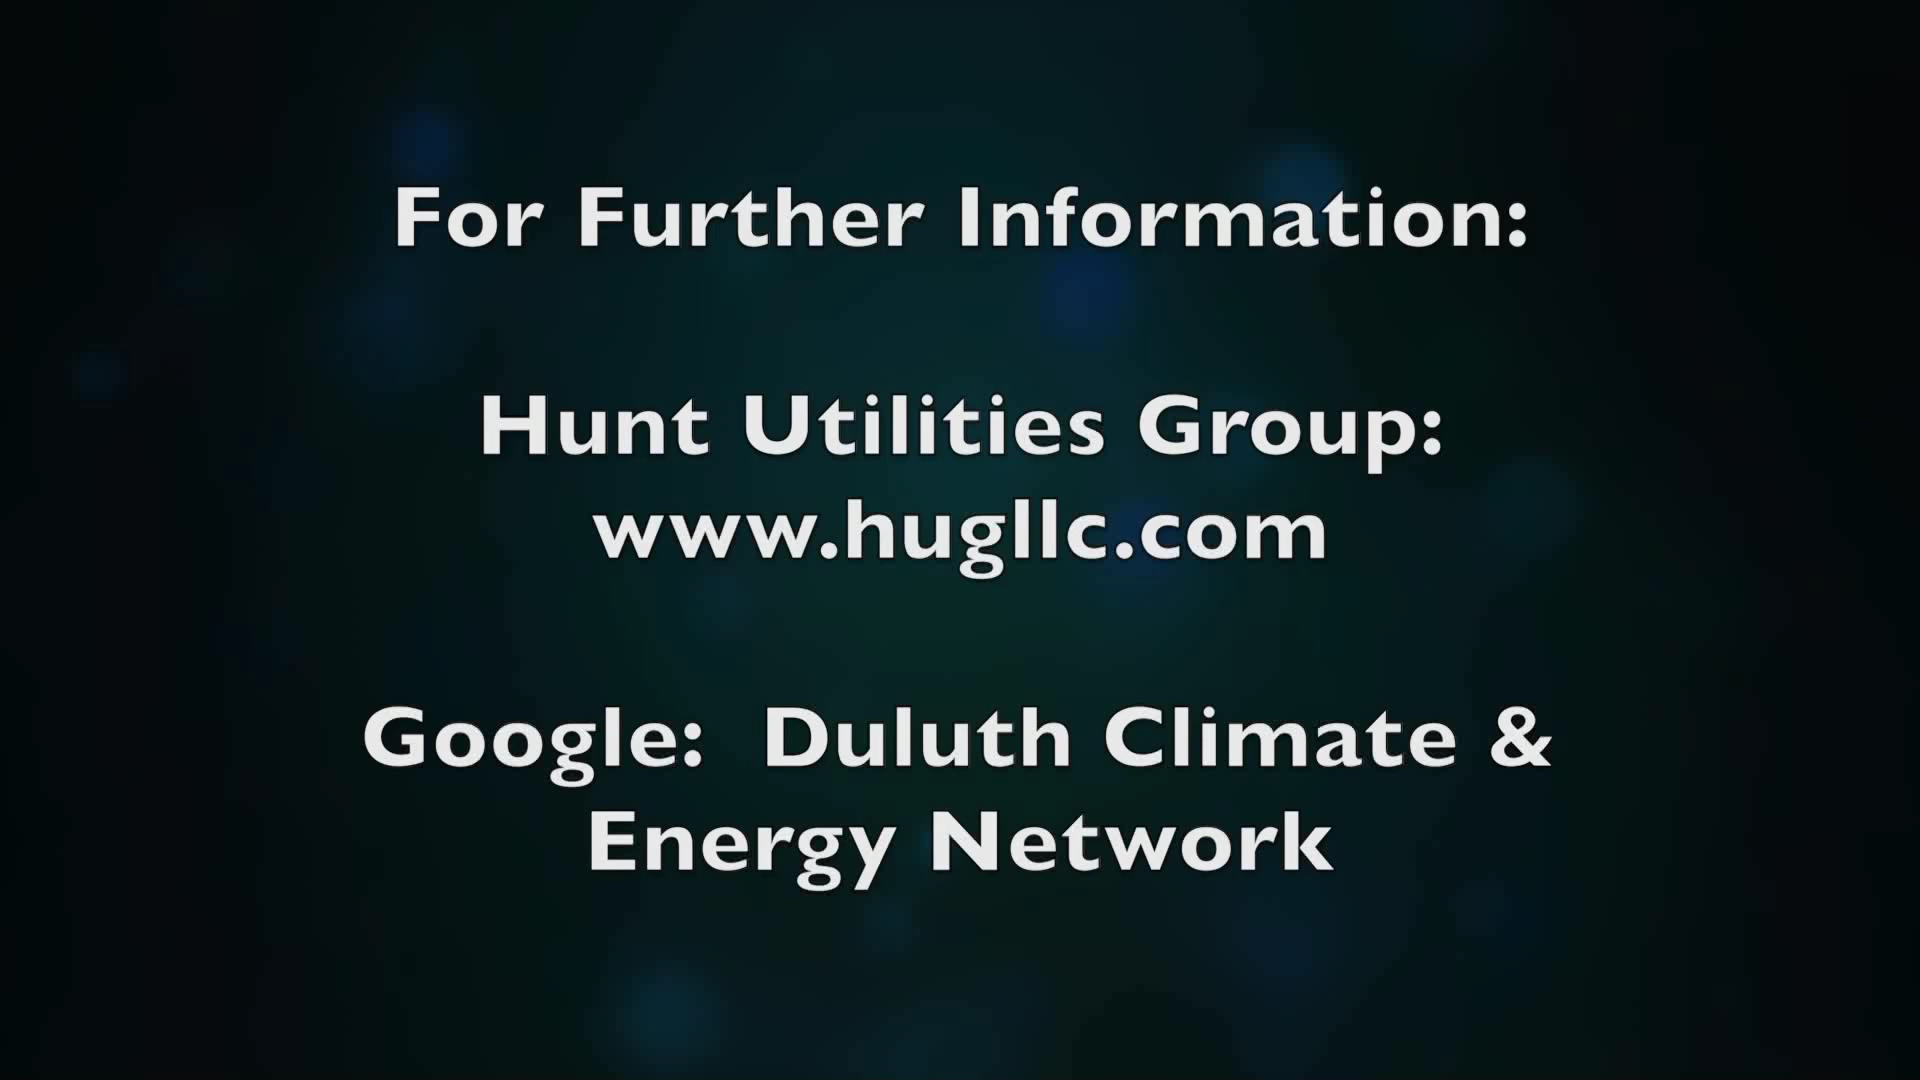 For Further Information:
Hunt Utilities Group:
www.hugllc.com
Google:  Duluth Climate &
Energy Network